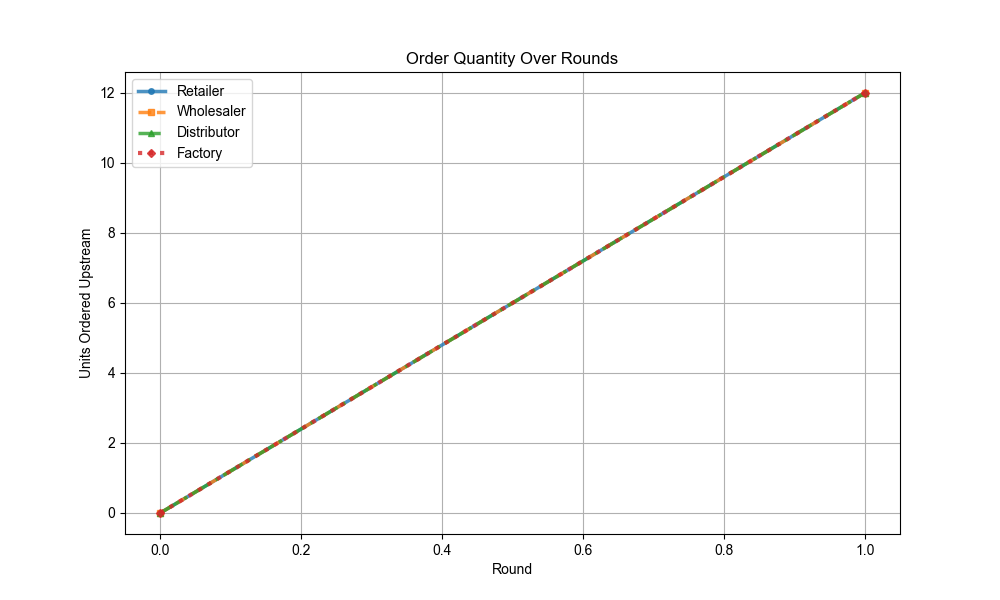 Order Quantity Over Rounds
Retailer
Wholesaler
Distributor
Factory
12
10
8
6
4
2
0
Units Ordered Upstream
0.0 0.2 0.4 0.6 0.8 1.0
Round